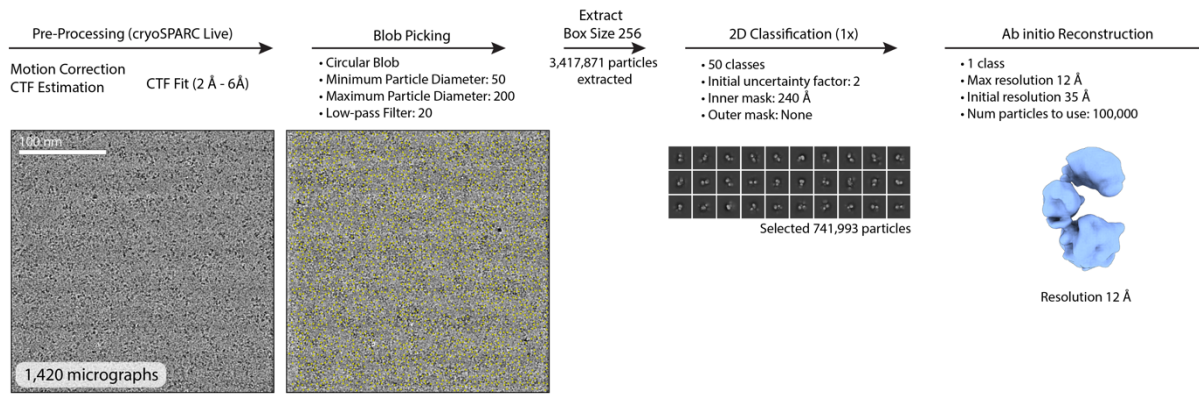 Pre-Processing (cryoSPARC Live)
Motion Correction
CTF Estimation
CTF Fit (2 Å - 6Å)
100 nm
1,420 micrographs
Blob Picking
• Circular Blob
• Minimum Particle Diameter: 50
• Maximum Particle Diameter: 200
• Low-pass Filter: 20
Extract
Box Size 256
3,417,871 particles
extracted
2D Classification (1x)
• 50 classes
• Initial uncertainty factor: 2
• Inner mask: 240 Å
• Outer mask: None
Selected 741,993 particles
Ab initio Reconstruction
• 1 class
• Max resolution 12 Å
• Initial resolution 35 Å
• Num particles to use: 100,000
Resolution 12 Å